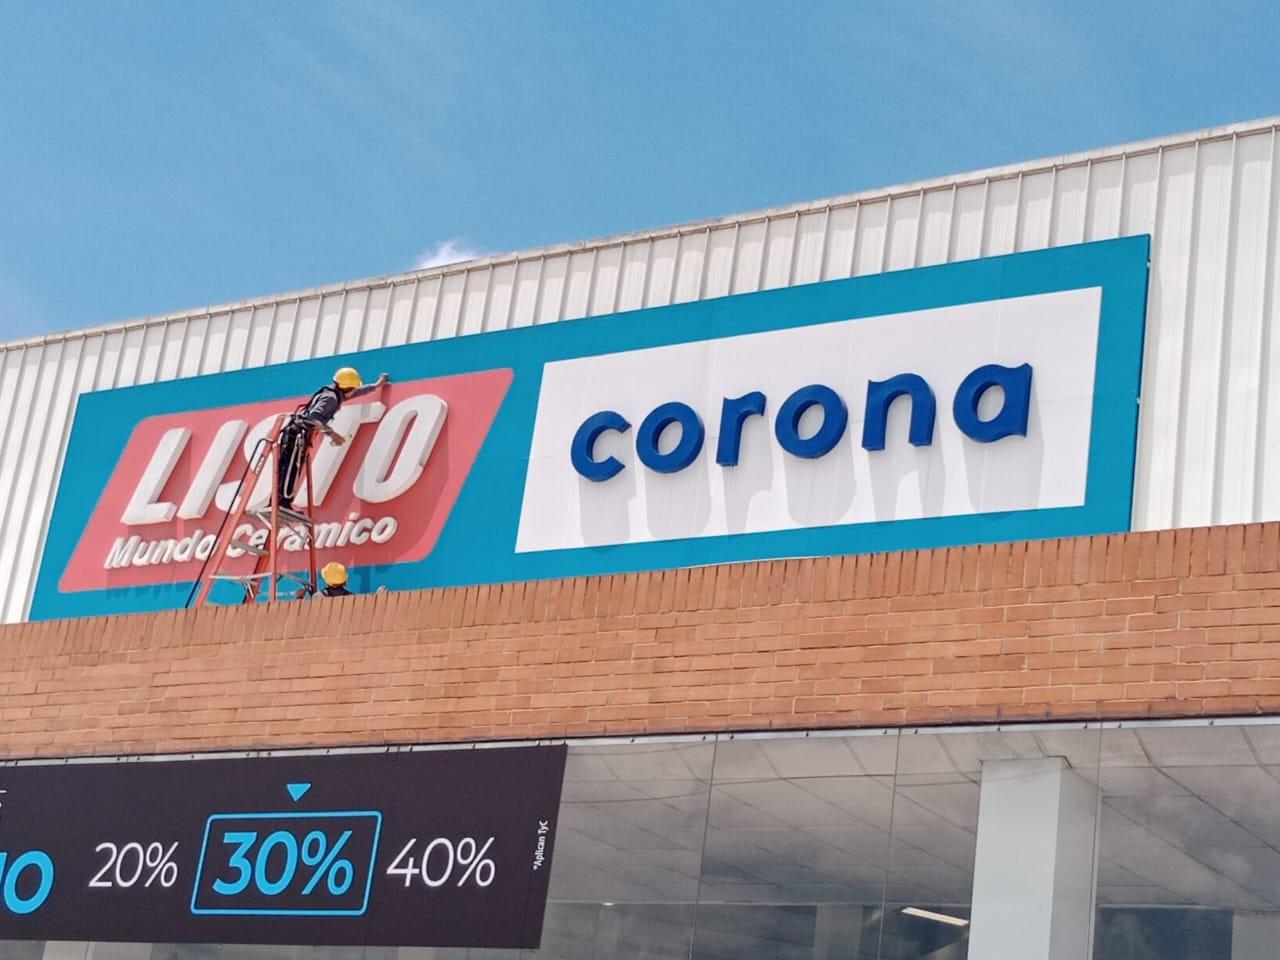 LISTO
Mundo Cerámico
corona
20% 30% 40%
*Aplican TyC